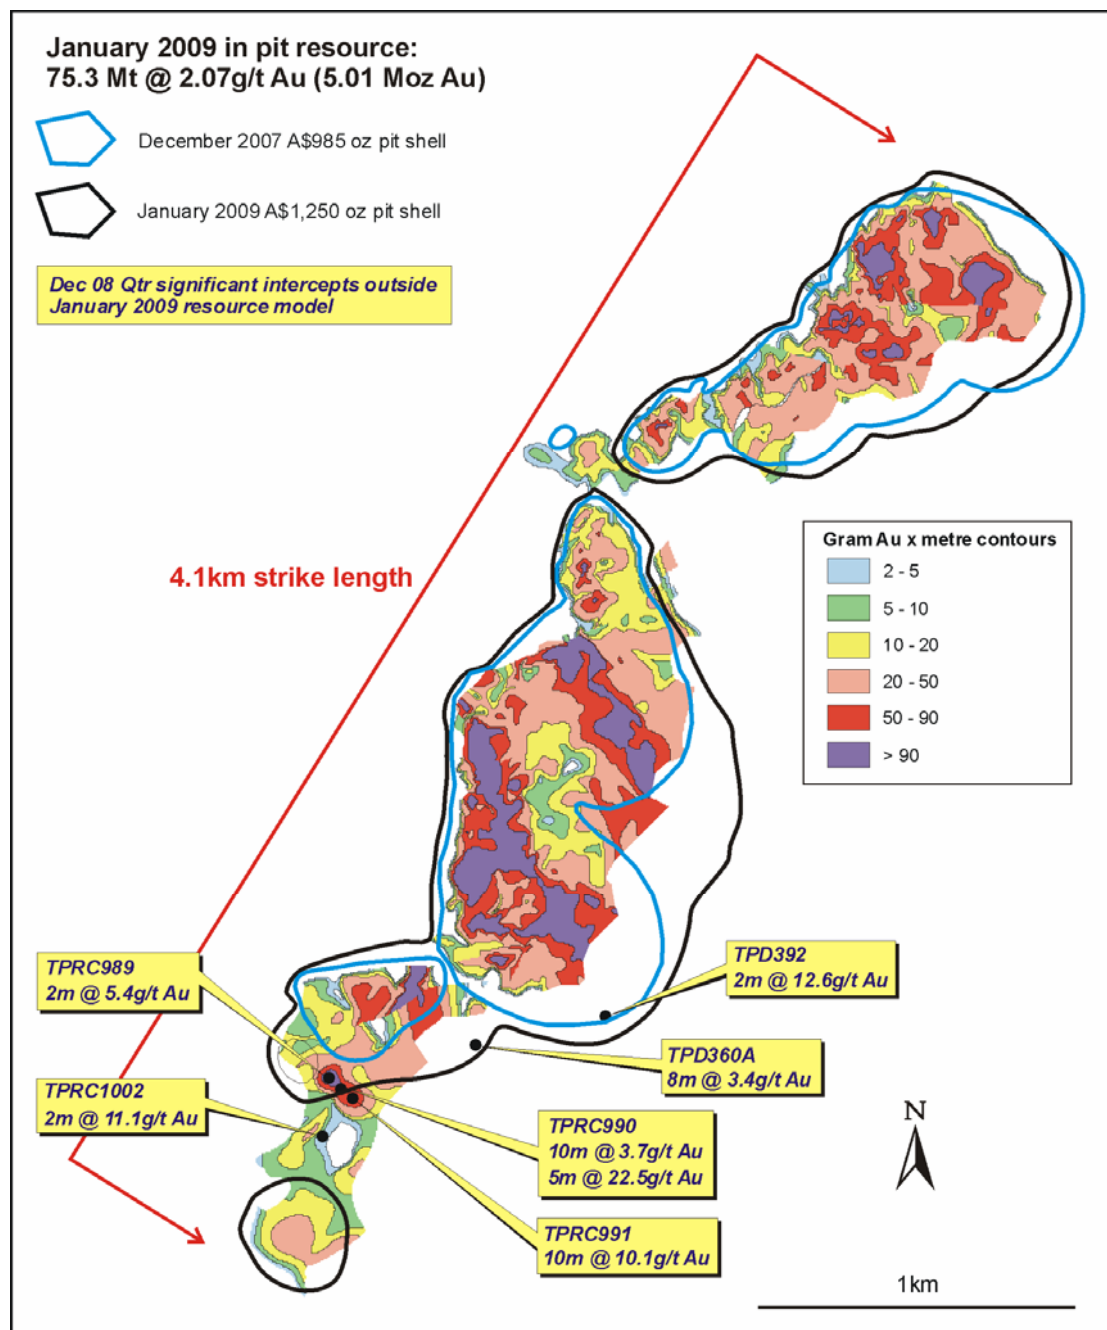 January 2009 in pit resource:
75.3 Mt @ 2.07g/t Au (5.01 Moz Au)
December 2007 A$985 oz pit shell
January 2009 A$1,250 oz pit shell
Dec 08 Qtr significant intercepts outside
January 2009 resource model
4.1km strike length
Gram Au x metre contours
2 - 5
5 - 10
10 - 20
20 - 50
50 - 90
> 90
TPRC989
2m @ 5.4g/t Au
TPD392
2m @ 12.6g/t Au
TPD360A
8m @ 3.4g/t Au
TPRC1002
2m @ 11.1g/t Au
TPRC990
10m @ 3.7g/t Au
5m @ 22.5g/t Au
TPRC991
10m @ 10.1g/t Au
N
1km